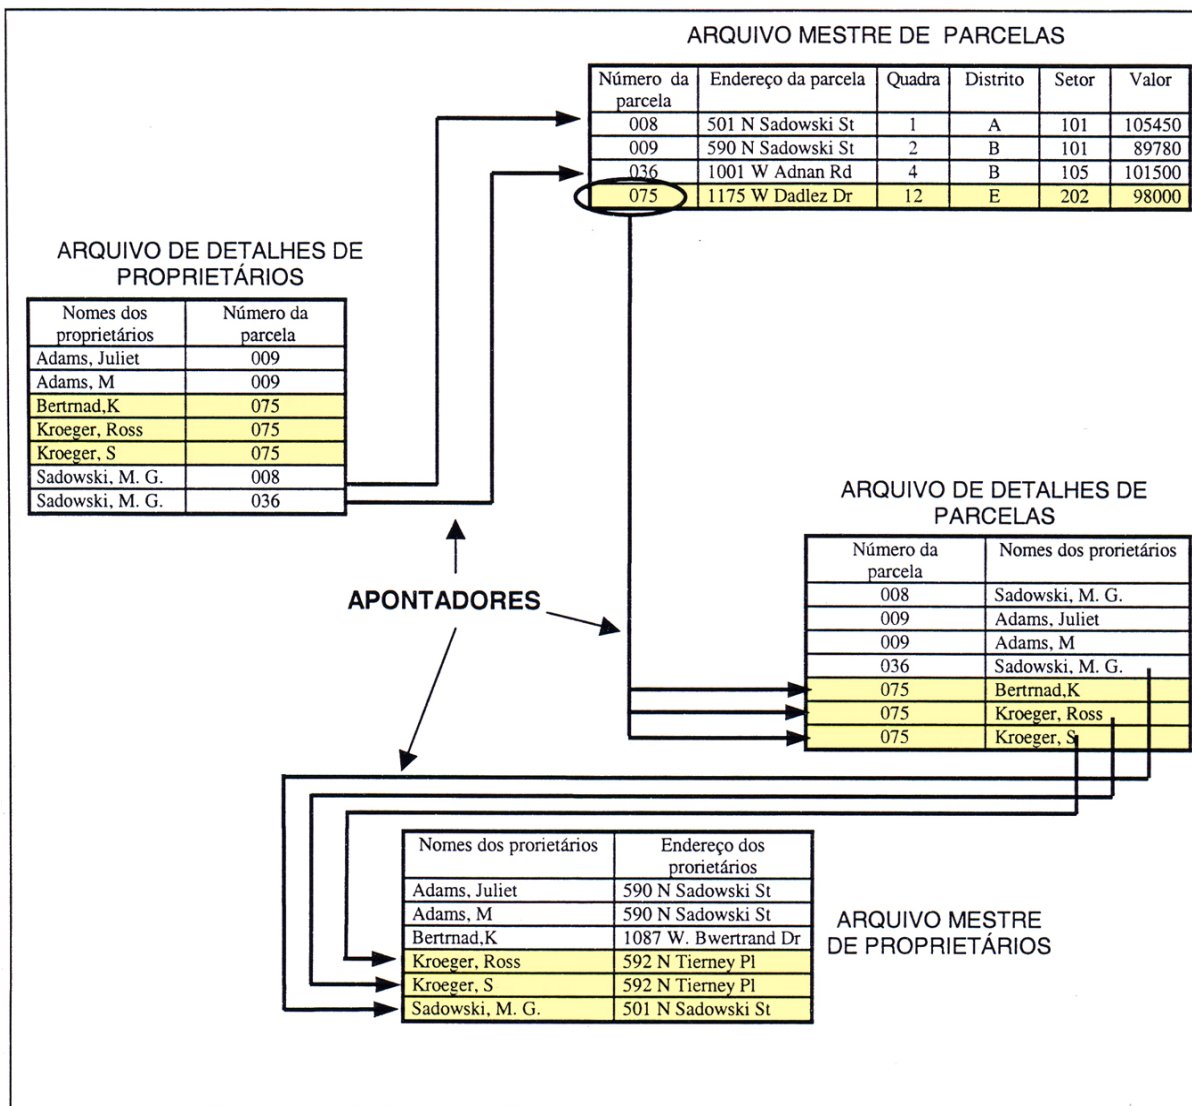 ARQUIVO MESTRE DE PARCELAS
Número da parcela Endereço da parcela Quadra Distrito Setor Valor
008 501 N Sadowski St 1 A 101 105450
009 590 N Sadowski St 2 B 101 89780
036 1001 W Adnan Rd 4 B 105 101500
075 1175 W Dadlez Dr 12 E 202 98000
ARQUIVO DE DETALHES DE
PROPRIETÁRIOS
Nomes dos proprietários Número da parcela
Adams, Juliet 009
Adams, M 009
Bertrnad,K 075
Kroeger, Ross 075
Kroeger, S 075
Sadowski, M. G. 008
Sadowski, M. G. 036
APONTADORES
ARQUIVO DE DETALHES DE
PARCELAS
Número da parcela Nomes dos prorietários
008 Sadowski, M. G.
009 Adams, Juliet
009 Adams, M
036 Sadowski, M. G.
075 Bertrnad,K
075 Kroeger, Ross
075 Kroeger, S
Nomes dos prorietários Endereço dos prorietários
Adams, Juliet 590 N Sadowski St
Adams, M 590 N Sadowski St
Bertrnad,K 1087 W. Bwertrand Dr
Kroeger, Ross 592 N Tierney Pl
Kroeger, S 592 N Tierney Pl
Sadowski, M. G. 501 N Sadowski St
ARQUIVO MESTRE
DE PROPRIETÁRIOS